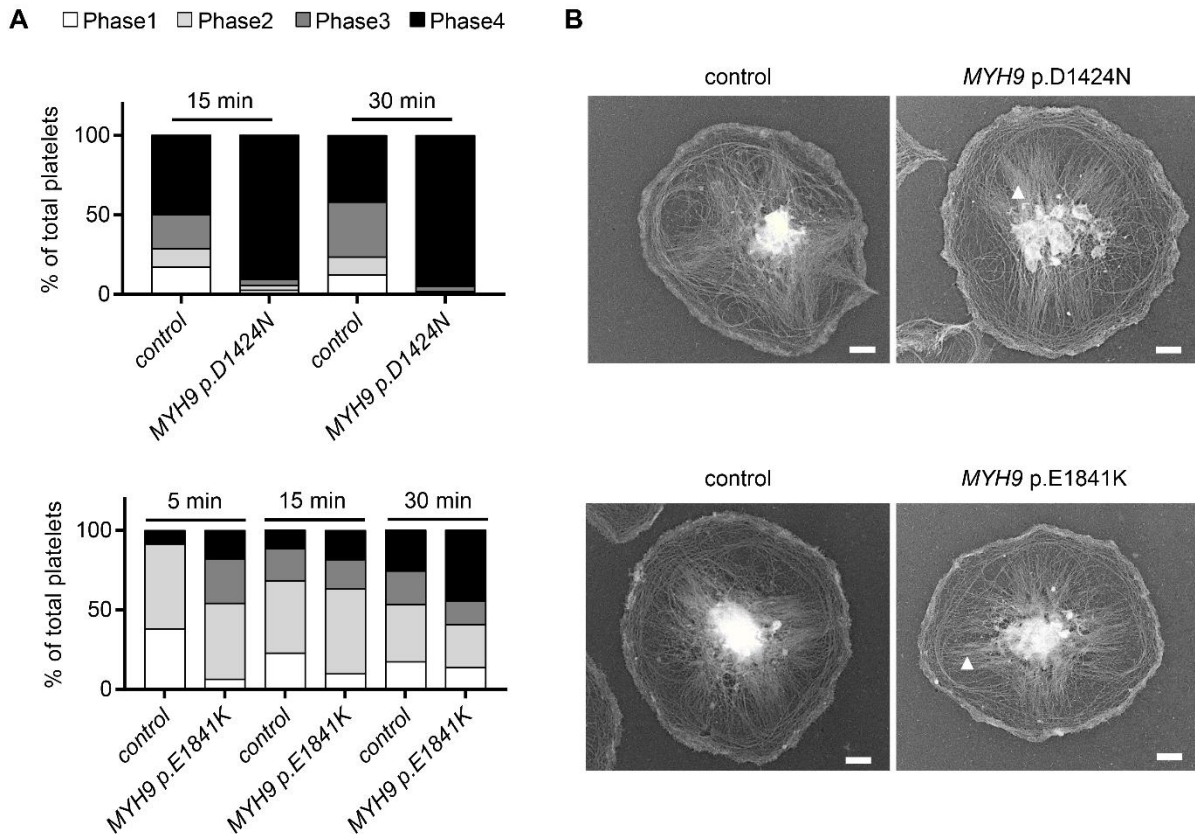 A
Phase1 Phase2 Phase3 Phase4
15 min 30 min
% of total platelets
100
50
0
control
MYH9 p.D1424N
control
MYH9 p.D1424N
5 min 15 min 30 min
% of total platelets
100
50
0
control
MYH9 p.E1841K
control
MYH9 p.E1841K
control
MYH9 p.E1841K
B
control MYH9 p.D1424N
control MYH9 p.E1841K